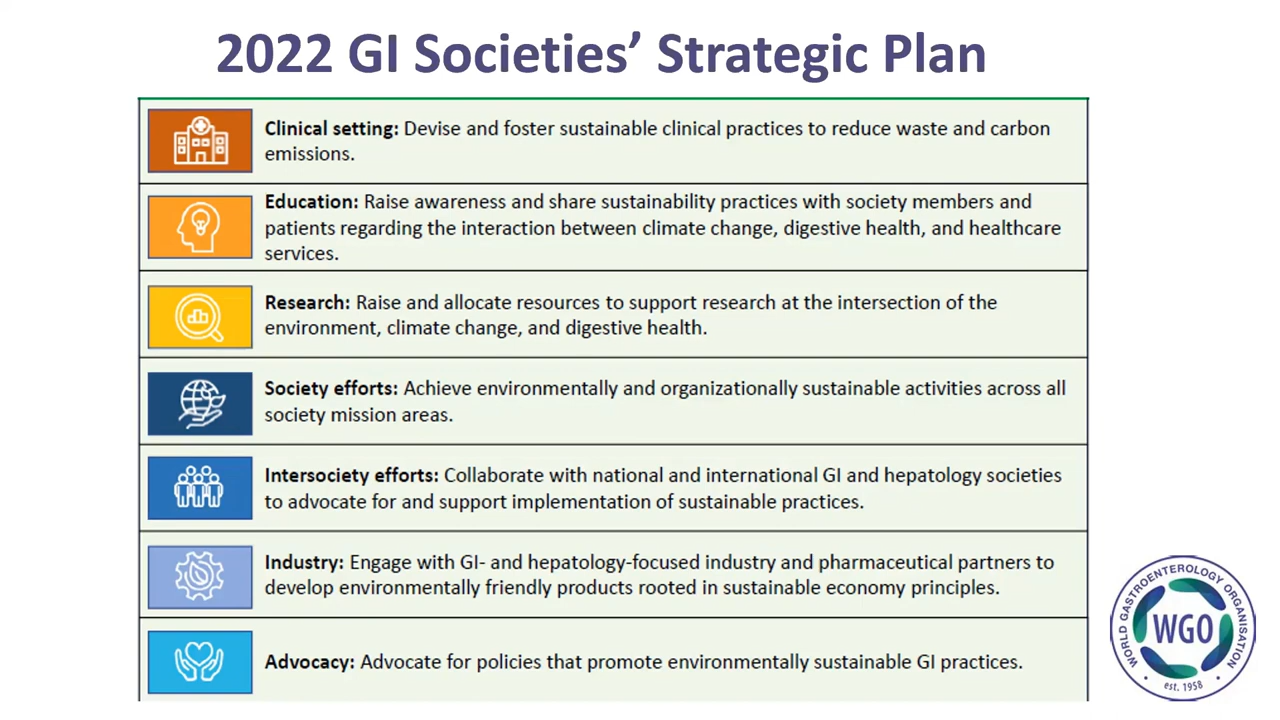 2022 GI Societies’ Strategic Plan
Clinical setting: Devise and foster sustainable clinical practices to reduce waste and carbon
emissions.
Education: Raise awareness and share sustainability practices with society members and
patients regarding the interaction between climate change, digestive health, and healthcare
services.
Research: Raise and allocate resources to support research at the intersection of the
environment, climate change, and digestive health.
Society efforts: Achieve environmentally and organizationally sustainable activities across all
society mission areas.
Intersociety efforts: Collaborate with national and international GI and hepatology societies
to advocate for and support implementation of sustainable practices.
Industry: Engage with GI- and hepatology-focused industry and pharmaceutical partners to
develop environmentally friendly products rooted in sustainable economy principles.
Advocacy: Advocate for policies that promote environmentally sustainable GI practices.
WORLD GASTROENTEROLOGY ORGANISATION
WGO
est. 1958